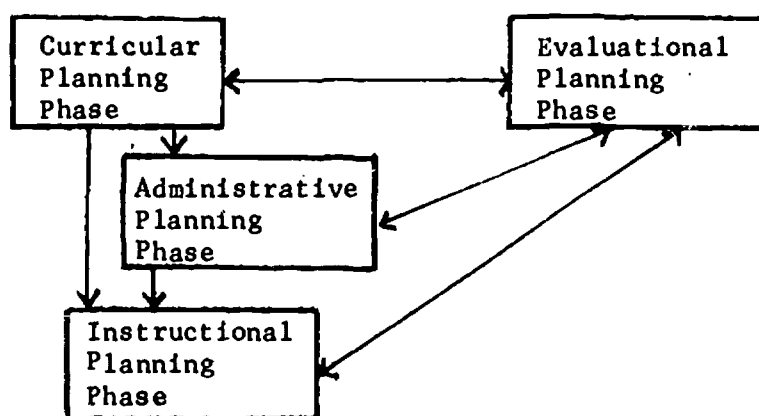 Curricular
Planning
Phase
Evaluational
Planning
Phase
Administrative
Planning
Phase
Instructional
Planning
Phase